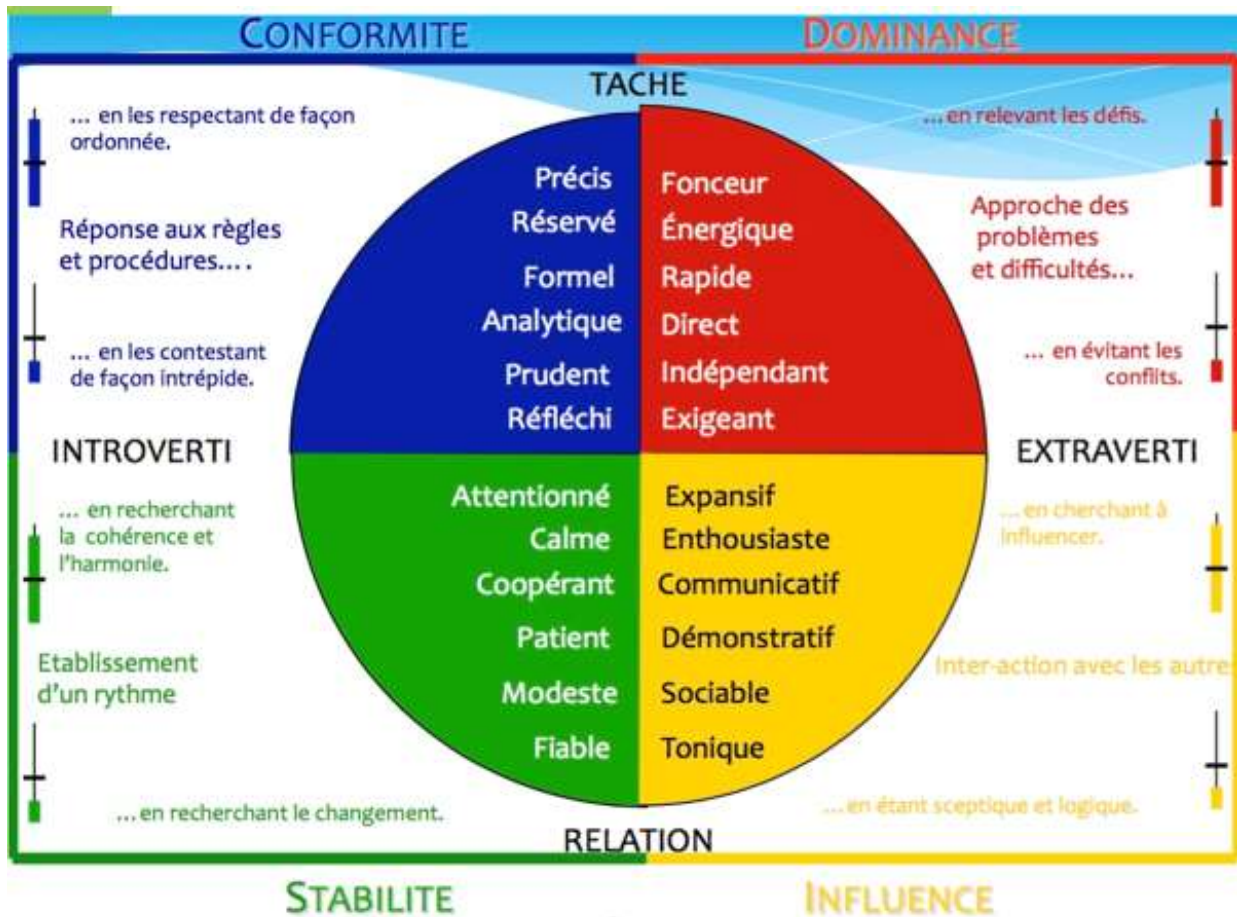 CONFORMITE
DOMINANCE
TACHE
... en les respectant de façon
ordonnée.
Réponse aux règles
et procédures....
... en les contestant
de façon intrépide.
Précis
Réservé
Formel
Analytique
Prudent
Réfléchi
Fonceur
Énergique
Rapide
Direct
Indépendant
Exigeant
...en relevant les défis.
Approche des
problèmes
et difficultés...
... en évitant les
conflits.
INTROVERTI
EXTRAVERTI
... en recherchant
la cohérence et
l'harmonie.
Etablissement
d'un rythme
...en recherchant le changement.
Attentionné
Calme
Coopérant
Patient
Modeste
Fiable
Expansif
Enthousiaste
Communicatif
Démonstratif
Sociable
Tonique
...en cherchant à
influencer.
Inter-action avec les autres
...en étant sceptique et logique.
RELATION
STABILITE
INFLUENCE